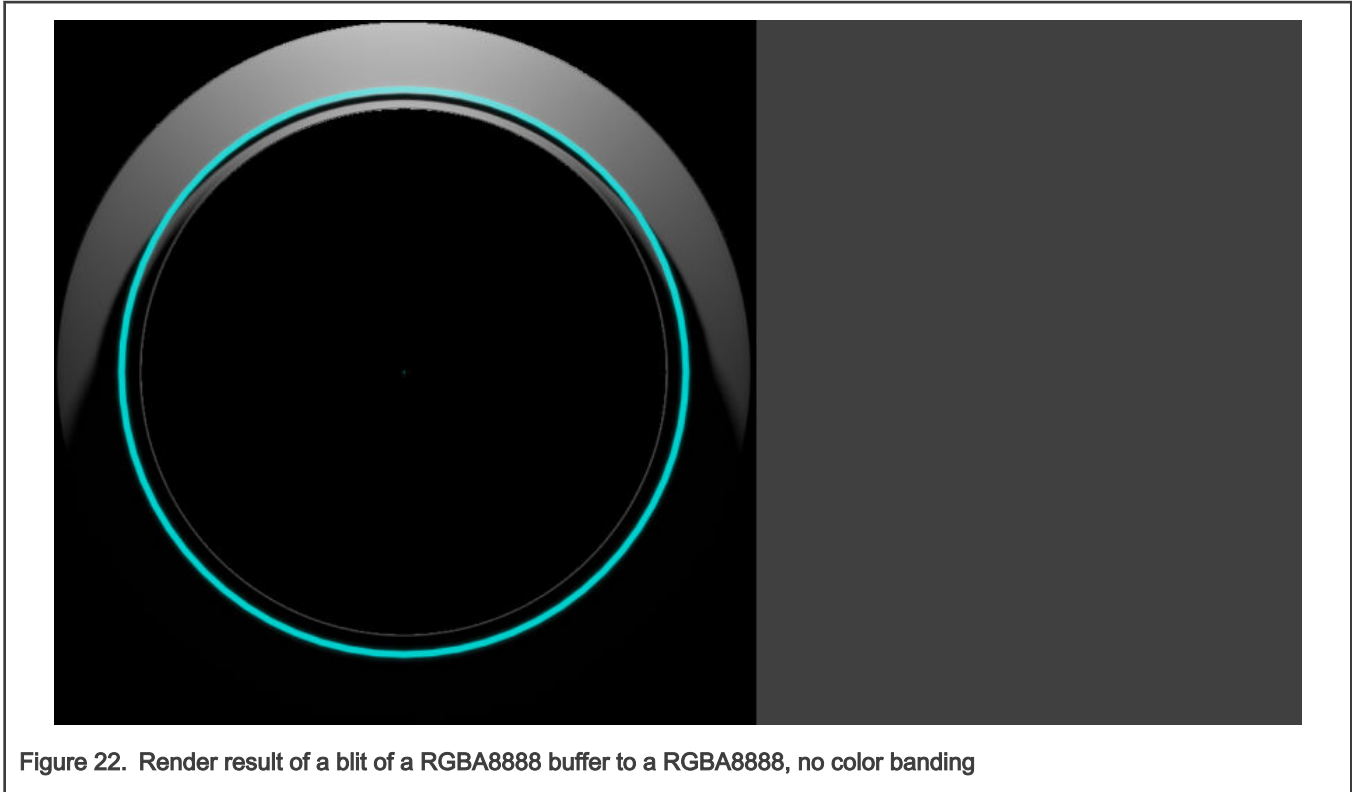 Figure 22. Render result of a blit of a RGBA8888 buffer to a RGBA8888, no color banding